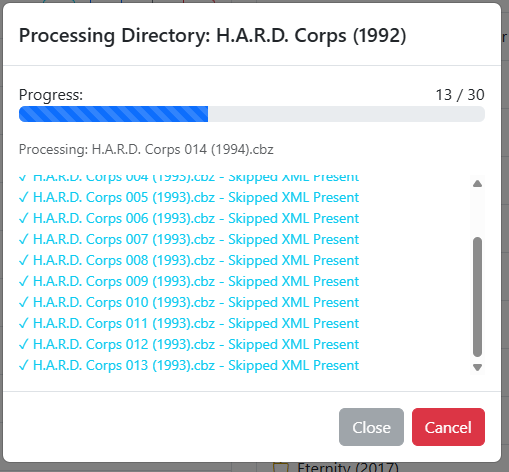 Processing Directory: H.A.R.D. Corps (1992)
Progress: 13 / 30
Processing: H.A.R.D. Corps 014 (1994).cbz
✓ H.A.R.D. Corps 004 (1993).cbz - Skipped XML Present
✓ H.A.R.D. Corps 005 (1993).cbz - Skipped XML Present
✓ H.A.R.D. Corps 006 (1993).cbz - Skipped XML Present
✓ H.A.R.D. Corps 007 (1993).cbz - Skipped XML Present
✓ H.A.R.D. Corps 008 (1993).cbz - Skipped XML Present
✓ H.A.R.D. Corps 009 (1993).cbz - Skipped XML Present
✓ H.A.R.D. Corps 010 (1993).cbz - Skipped XML Present
✓ H.A.R.D. Corps 011 (1993).cbz - Skipped XML Present
✓ H.A.R.D. Corps 012 (1993).cbz - Skipped XML Present
✓ H.A.R.D. Corps 013 (1993).cbz - Skipped XML Present
Close Cancel
Eternity (2017)